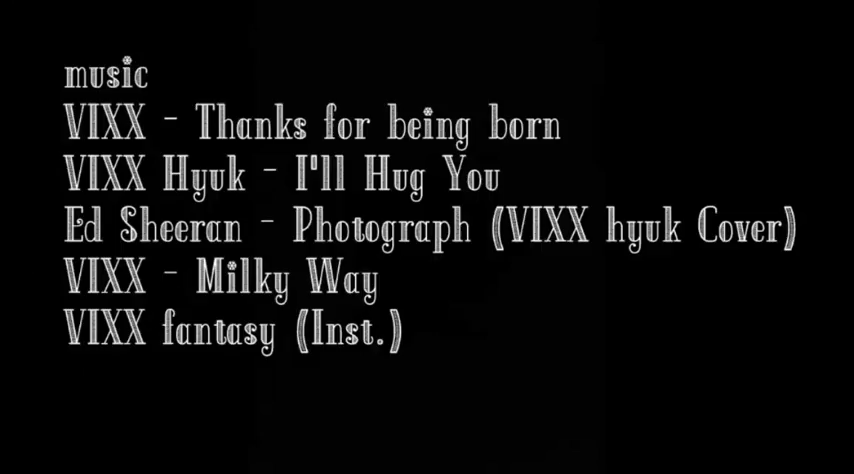 music
VIXX - Thanks for being born
VIXX Hyuk - I'll Hug You
Ed Sheeran - Photograph (VIXX hyuk Cover)
VIXX - Milky Way
VIXX fantasy (Inst.)